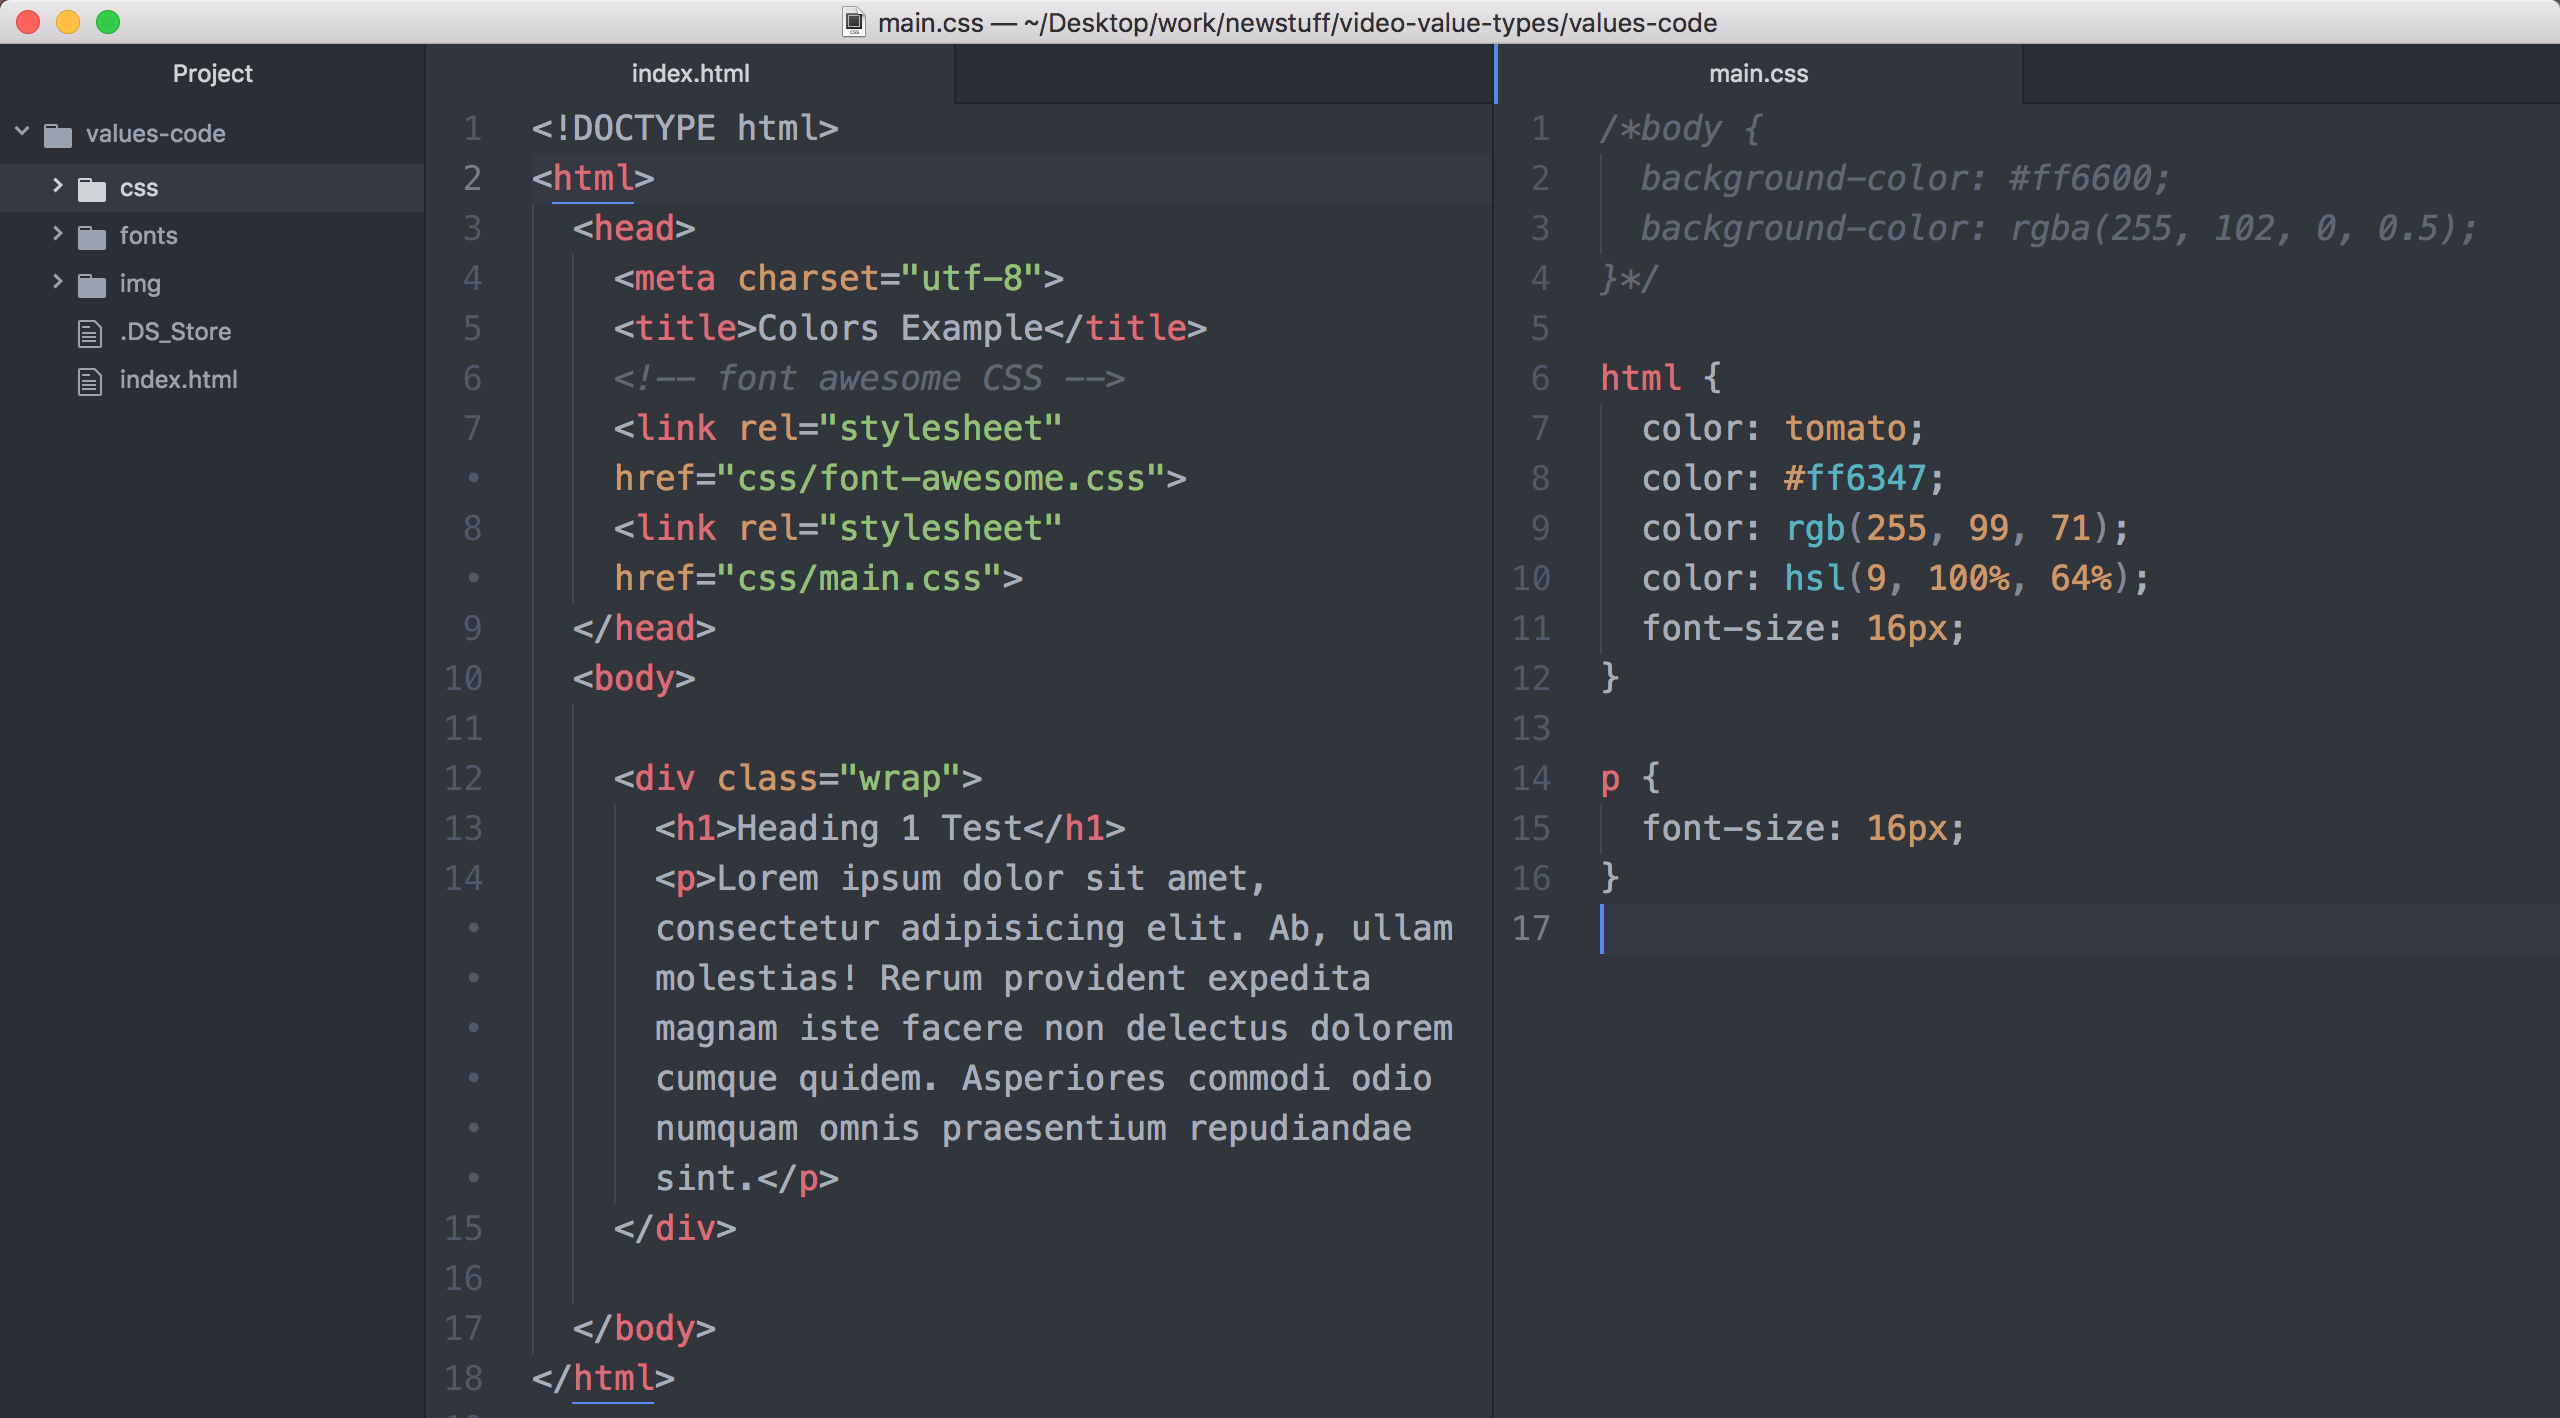 main.css — ~/Desktop/work/newstuff/video-value-types/values-code
Project
values-code
css
fonts
img
.DS_Store
index.html
index.html
1 <!DOCTYPE html>
2 <html>
3 <head>
4 <meta charset="utf-8">
5 <title>Colors Example</title>
6 <!-- font awesome CSS -->
7 <link rel="stylesheet"
• href="css/font-awesome.css">
8 <link rel="stylesheet"
• href="css/main.css">
9 </head>
10 <body>
11
12 <div class="wrap">
13 <h1>Heading 1 Test</h1>
14 <p>Lorem ipsum dolor sit amet,
• consectetur adipisicing elit. Ab, ullam
• molestias! Rerum provident expedita
• magnam iste facere non delectus dolorem
• cumque quidem. Asperiores commodi odio
• numquam omnis praesentium repudiandae
• sint.</p>
15 </div>
16
17 </body>
18 </html>
main.css
1 /*body {
2 background-color: #ff6600;
3 background-color: rgba(255, 102, 0, 0.5);
4 }*/
5
6 html {
7 color: tomato;
8 color: #ff6347;
9 color: rgb(255, 99, 71);
10 color: hsl(9, 100%, 64%);
11 font-size: 16px;
12 }
13
14 p {
15 font-size: 16px;
16 }
17